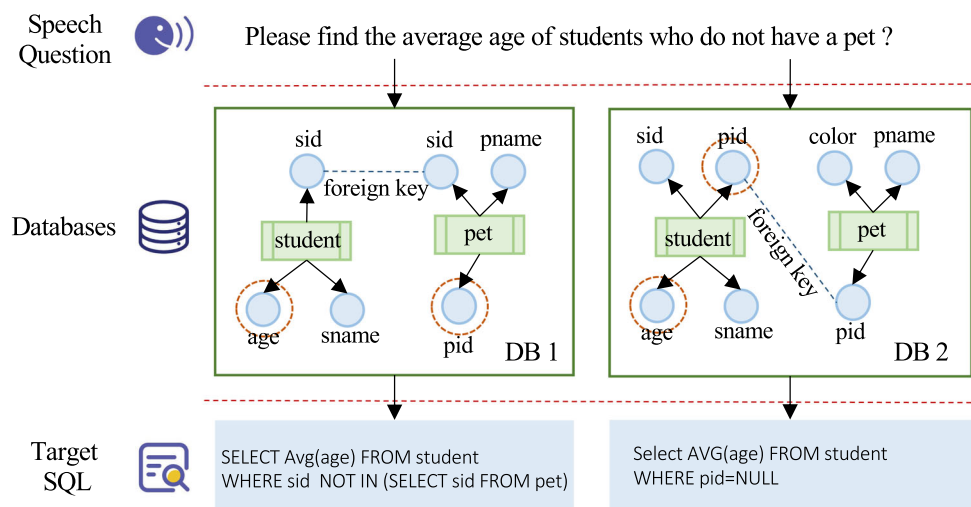 Speech
Question
Please find the average age of students who do not have a pet ?
Databases
sid
sid
pname
foreign key
student
pet
age
sname
pid
DB 1
sid
pid
color
pname
student
foreign key
pet
age
sname
pid
DB 2
Target
SQL
SELECT Avg(age) FROM student
WHERE sid NOT IN (SELECT sid FROM pet)
Select AVG(age) FROM student
WHERE pid=NULL